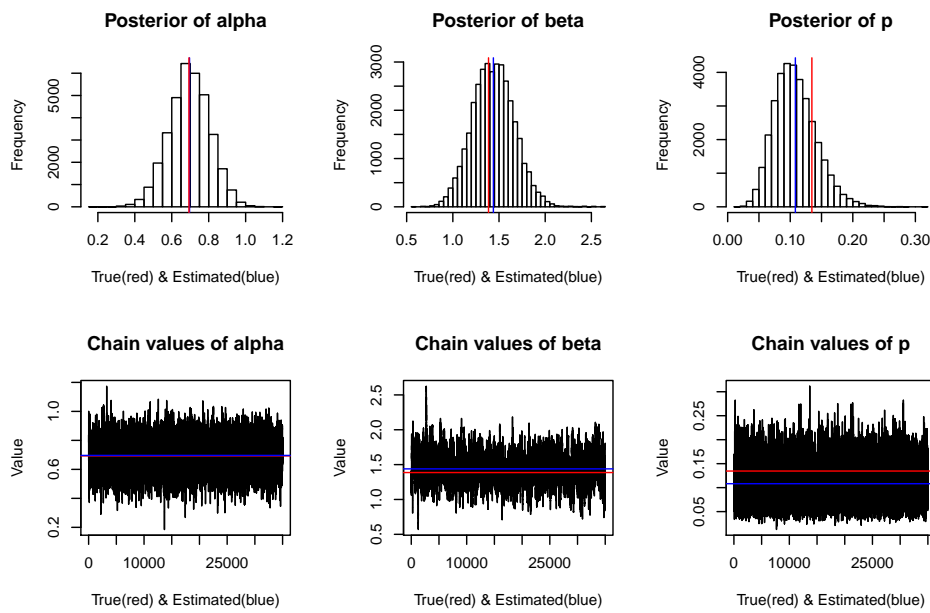 Posterior of alpha
Posterior of beta
Posterior of p
Frequency
0 2000 5000
0.2 0.4 0.6 0.8 1.0 1.2
True(red) & Estimated(blue)
Frequency
0 1000 2000 3000
0.5 1.0 1.5 2.0 2.5
True(red) & Estimated(blue)
Frequency
0 2000 4000
0.00 0.10 0.20 0.30
True(red) & Estimated(blue)
Chain values of alpha
Chain values of beta
Chain values of p
Value
0.2 0.6 1.0
0 10000 25000
True(red) & Estimated(blue)
Value
0.5 1.0 1.5 2.0 2.5
0 10000 25000
True(red) & Estimated(blue)
Value
0.05 0.15 0.25
0 10000 25000
True(red) & Estimated(blue)